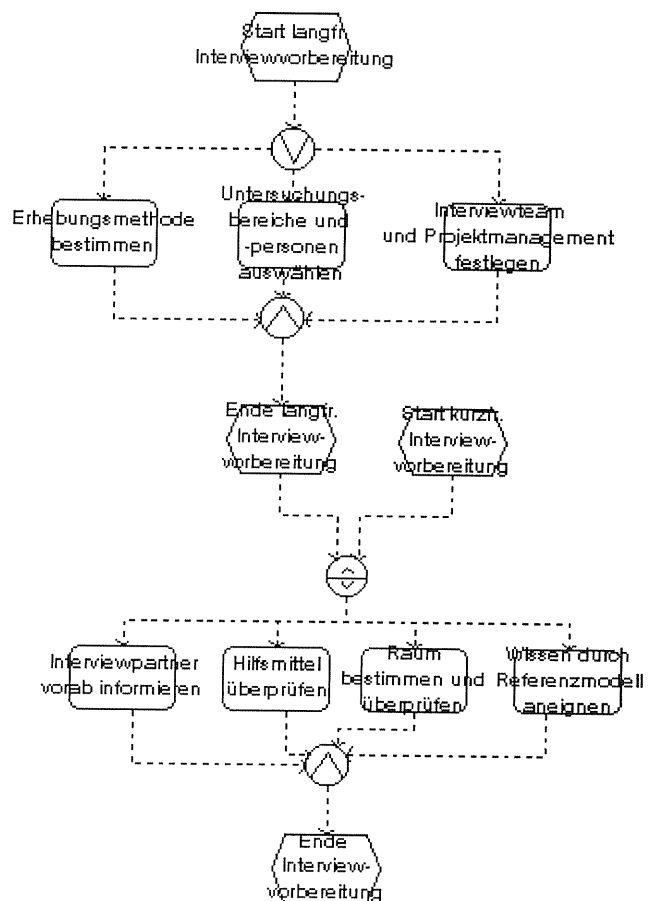 Start langfr.
Interviewvorbereitung
Erhebungsmethode
bestimmen
Untersuchungs-
bereiche und
-personen
auswählen
Interviewteam
und Projektmanagement
festlegen
Ende langfr.
Interview-
vorbereitung
Start kurzfr.
Interview-
vorbereitung
Interviewpartner
vorab informieren
Hilfsmittel
überprüfen
Raum
bestimmen und
überprüfen
Wissen durch
Referenzmodell
aneignen
Ende
Interview-
vorbereitung